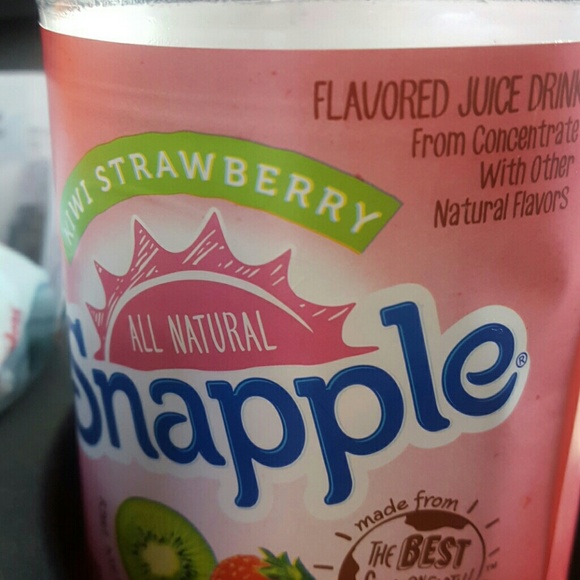 FLAVORED JUICE DRINK
From Concentrate
With Other
Natural Flavors
KIWI STRAWBERRY
ALL NATURAL
Snapple®
made from
THE BEST